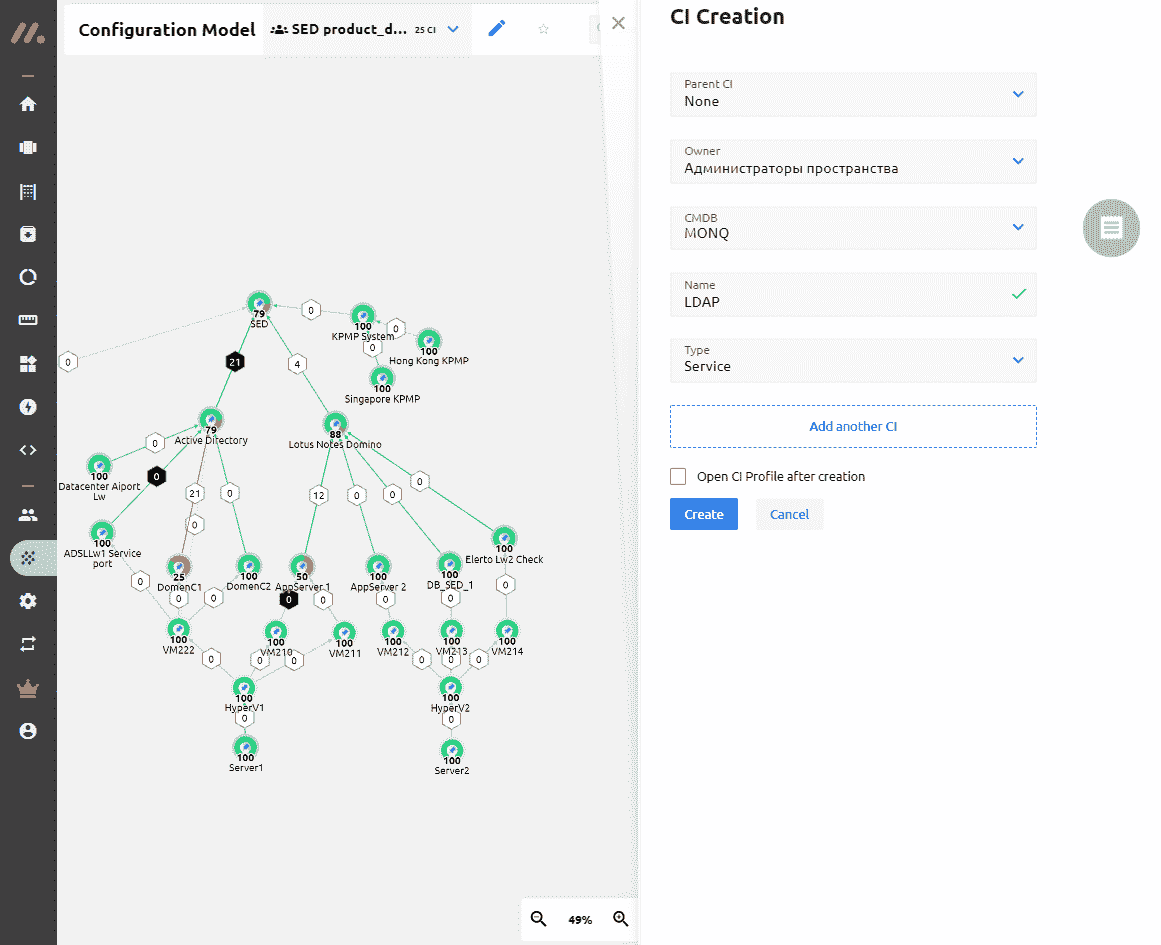 Configuration Model
SED product_d... 25 CI
0
79
SED
0
100
KPMP System
0
100
Hong Kong KPMP
0
100
Singapore KPMP
0
21
4
79
Active Directory
88
Lotus Notes Domino
0
100
Datacenter Aiport
Lw
0
21
0
12
0
0
0
0
100
ADSLLw1 Service
port
25
DomenC1
100
DomenC2
50
AppServer 1
100
AppServer 2
100
DB_SED_1
100
Elerto Lw2 Check
0
0
0
0
0
0
0
0
100
VM222
100
VM210
100
VM211
100
VM212
100
VM213
100
VM214
0
0
0
0
0
0
100
HyperV1
0
100
HyperV2
0
100
Server1
100
Server2
49%
CI Creation
Parent CI
None
Owner
Администраторы пространства
CMDB
MONQ
Name
LDAP
Type
Service
Add another CI
Open CI Profile after creation
Create Cancel